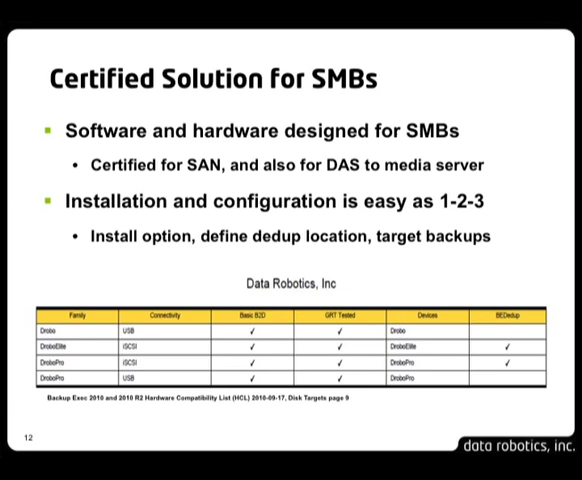 Certified Solution for SMBs
Software and hardware designed for SMBs
Certified for SAN, and also for DAS to media server
Installation and configuration is easy as 1-2-3
Install option, define dedup location, target backups
Data Robotics, Inc
Family Connectivity Basic B2D GRT Tested Devices BEDedup
Drobo USB ✓ ✓ Drobo
DroboElite iSCSI ✓ ✓ DroboElite ✓
DroboPro iSCSI ✓ ✓ DroboPro ✓
DroboPro USB ✓ ✓ DroboPro
Backup Exec 2010 and 2010 R2 Hardware Compatibility List (HCL) 2010-09-17, Disk Targets page 9
12
data robotics, inc.